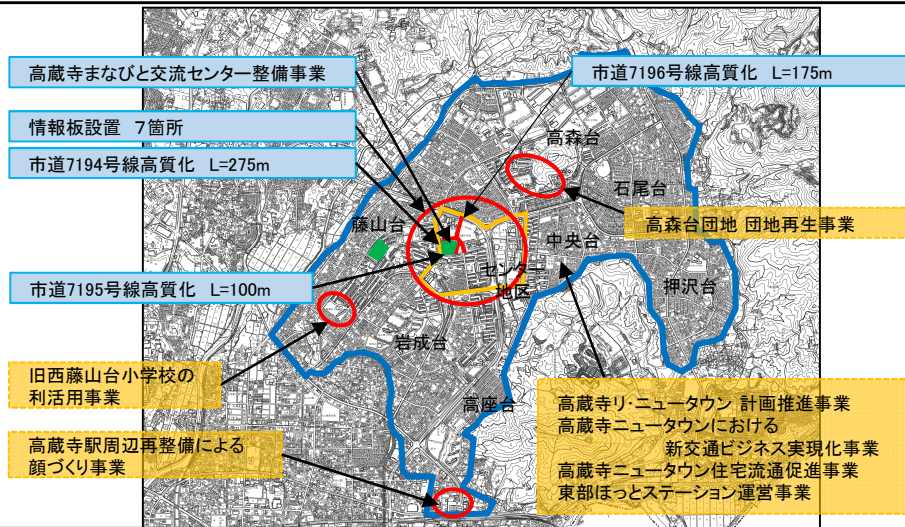 高蔵寺まなびと交流センター整備事業
市道7196号線高質化 L=175m
情報板設置 7箇所
市道7194号線高質化 L=275m
高森台
石尾台
藤山台
高森台団地 団地再生事業
中央台
センター
地区
市道7195号線高質化 L=100m
押沢台
岩成台
旧西藤山台小学校の
利活用事業
高座台
高蔵寺リ・ニュータウン 計画推進事業
高蔵寺ニュータウンにおける
新交通ビジネス実現化事業
高蔵寺ニュータウン住宅流通促進事業
東部ほっとステーション運営事業
高蔵寺駅周辺再整備による
顔づくり事業